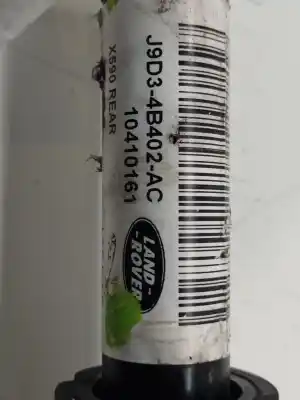 J9D3-4B402-AC
10410161
X590 REAR
LAND-
-ROVER